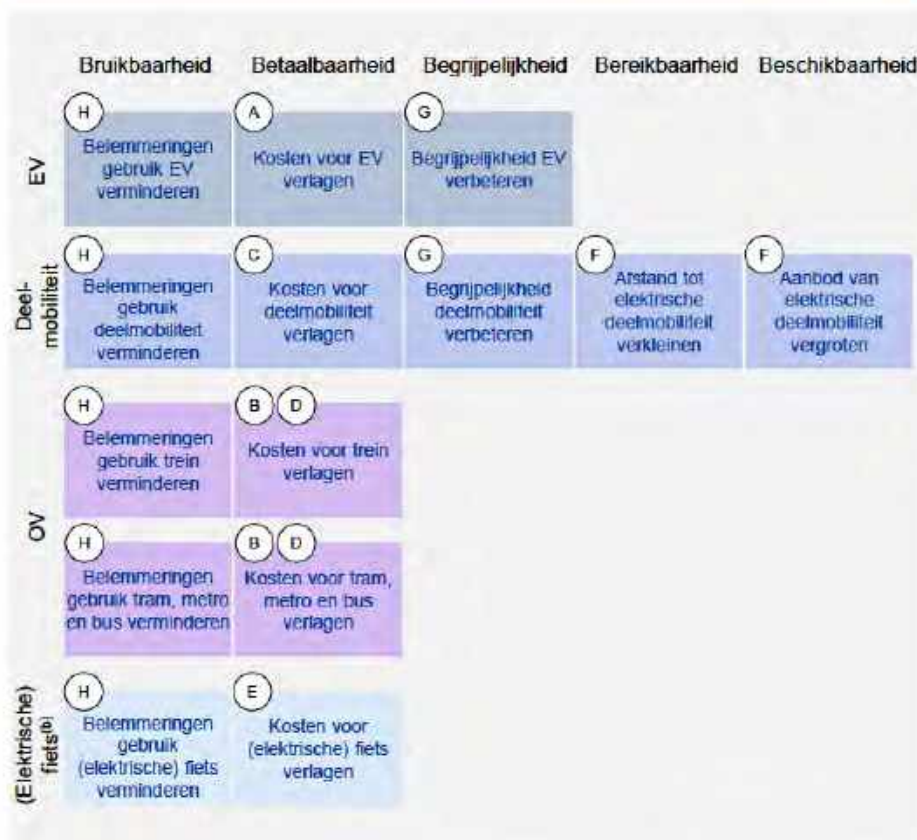 Bruikbaarheid Betaalbaarheid Begrijpelijkheid Bereikbaarheid Beschikbaarheid
EV
H
Belemmeringen
gebruik EV
verminderen
A
Kosten voor EV
verlagen
G
Begrijpelijkheid EV
verbeteren
Deel-
mobiliteit
H
Belemmeringen
gebruik
deelmobiliteit
verminderen
C
Kosten voor
deelmobiliteit
verlagen
G
Begrijpelijkheid
deelmobiliteit
verbeteren
F
Afstand tot
elektrische
deelmobiliteit
verkleinen
F
Aanbod van
elektrische
deelmobiliteit
vergroten
OV
H
Belemmeringen
gebruik trein
verminderen
B D
Kosten voor trein
verlagen
H
Belemmeringen
gebruik tram, metro
en bus verminderen
B D
Kosten voor tram,
metro en bus
verlagen
(Elektrische)
fiets(b)
H
Belemmeringen
gebruik
(elektrische) fiets
verminderen
E
Kosten voor
(elektrische) fiets
verlagen